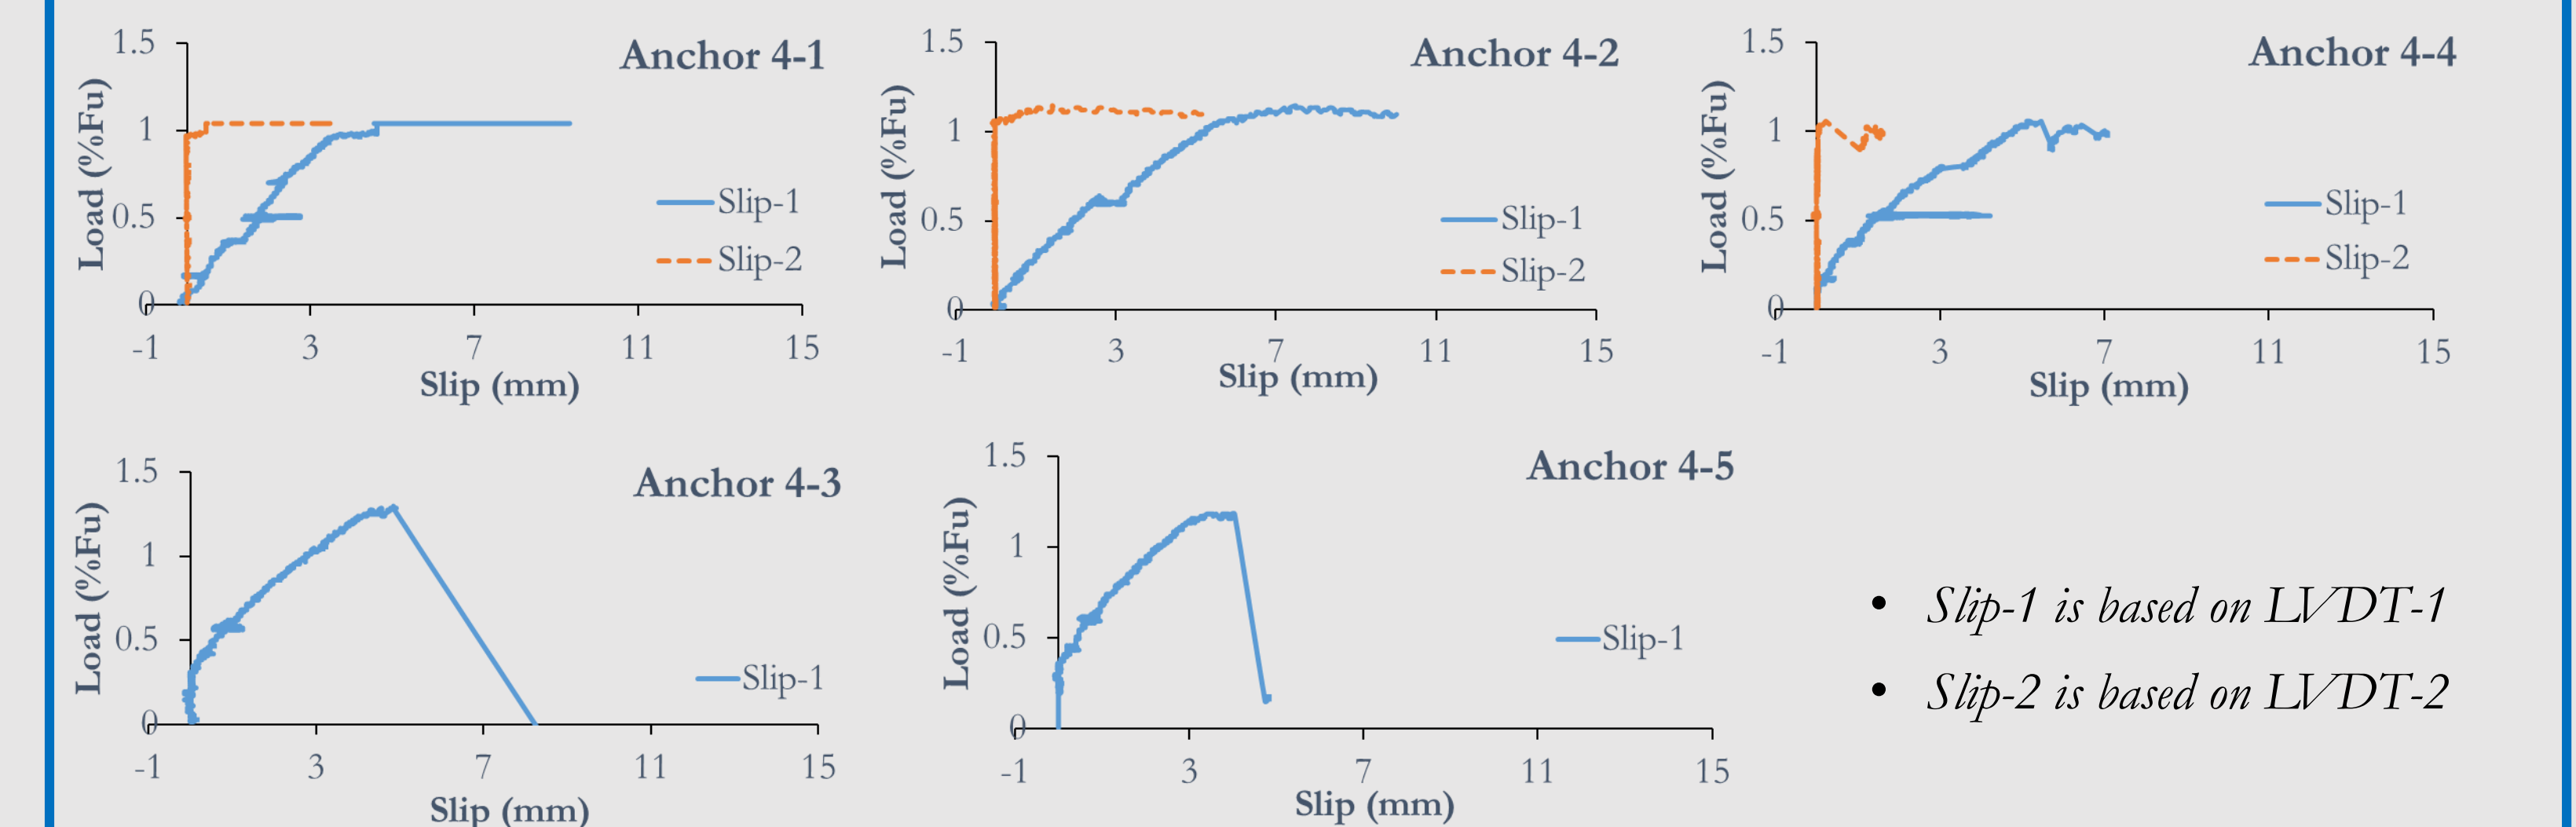 Anchor 4-1
1.5
1
0.5
0
Load (%Fu)
Slip-1
Slip-2
-1 3 7 11 15
Slip (mm)
Anchor 4-2
1.5
1
0.5
0
Load (%Fu)
Slip-1
Slip-2
-1 3 7 11 15
Slip (mm)
Anchor 4-4
1.5
1
0.5
0
Load (%Fu)
Slip-1
Slip-2
-1 3 7 11 15
Slip (mm)
Anchor 4-3
1.5
1
0.5
0
Load (%Fu)
Slip-1
-1 3 7 11 15
Slip (mm)
Anchor 4-5
1.5
1
0.5
0
Load (%Fu)
Slip-1
-1 3 7 11 15
Slip (mm)
• Slip-1 is based on LVDT-1
• Slip-2 is based on LVDT-2